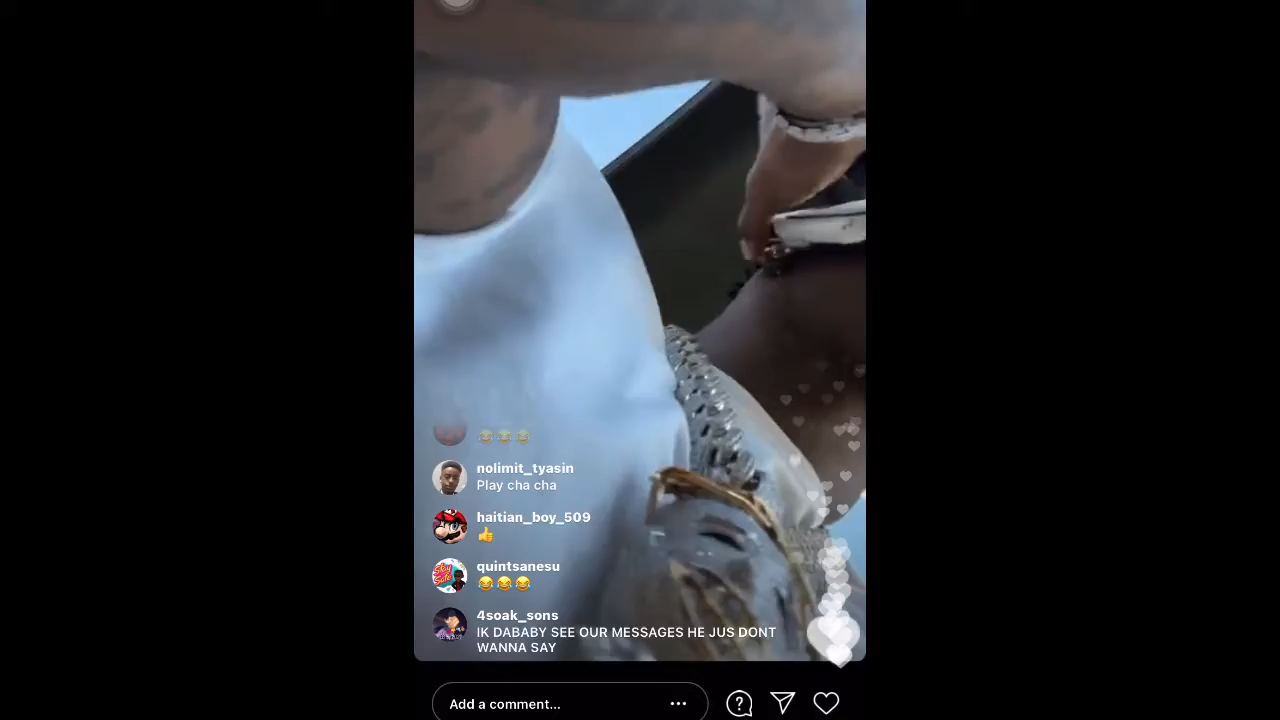 😂😂😂
nolimit_tyasin
Play cha cha
haitian_boy_509
👍
quintsanesu
😂😂😂
4soak_sons
IK DABABY SEE OUR MESSAGES HE JUS DONT
WANNA SAY
Add a comment...